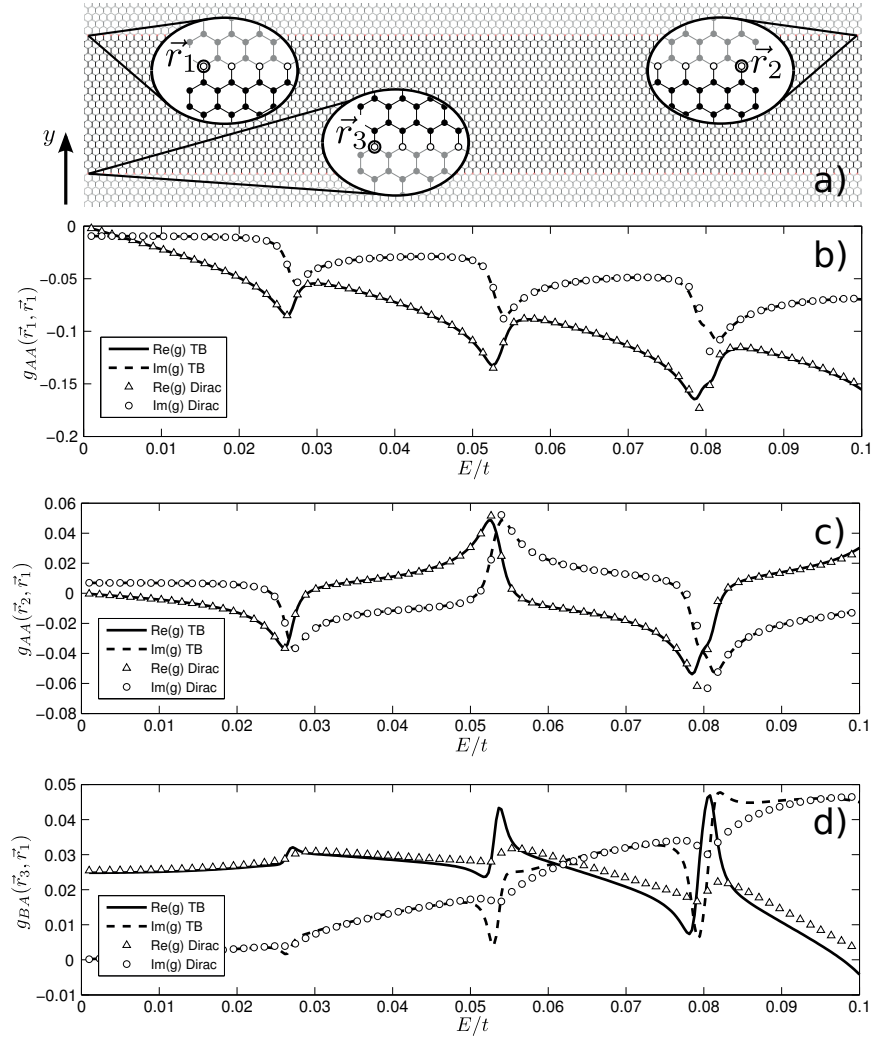 r⃗₁
r⃗₂
r⃗₃
y
a)
b)
g_AA(r⃗₁, r⃗₁)
0
−0.05
−0.1
−0.15
−0.2
Re(g) TB
Im(g) TB
Re(g) Dirac
Im(g) Dirac
0 0.01 0.02 0.03 0.04 0.05 0.06 0.07 0.08 0.09 0.1
E/t
c)
g_AA(r⃗₂, r⃗₁)
0.06
0.04
0.02
0
−0.02
−0.04
−0.06
−0.08
Re(g) TB
Im(g) TB
Re(g) Dirac
Im(g) Dirac
0 0.01 0.02 0.03 0.04 0.05 0.06 0.07 0.08 0.09 0.1
E/t
d)
g_BA(r⃗₃, r⃗₁)
0.05
0.04
0.03
0.02
0.01
0
−0.01
Re(g) TB
Im(g) TB
Re(g) Dirac
Im(g) Dirac
0 0.01 0.02 0.03 0.04 0.05 0.06 0.07 0.08 0.09 0.1
E/t